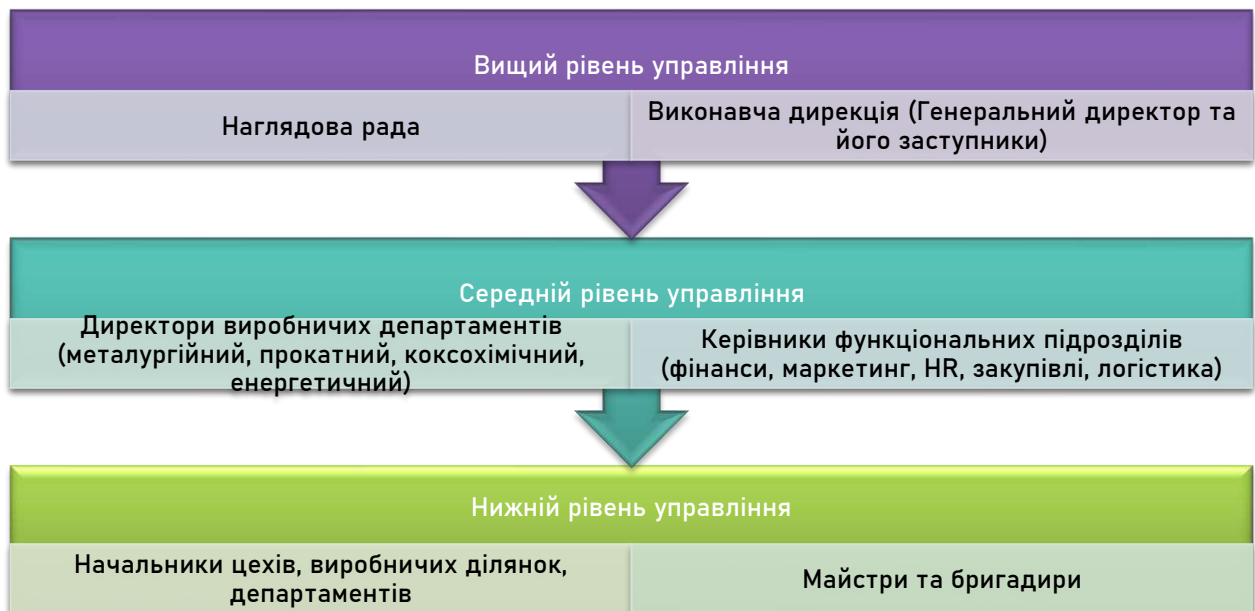 Вищий рівень управління
Наглядова рада
Виконавча дирекція (Генеральний директор та
його заступники)
Середній рівень управління
Директори виробничих департаментів
(металургійний, прокатний, коксохімічний,
енергетичний)
Керівники функціональних підрозділів
(фінанси, маркетинг, HR, закупівлі, логістика)
Нижній рівень управління
Начальники цехів, виробничих ділянок,
департаментів
Майстри та бригадири